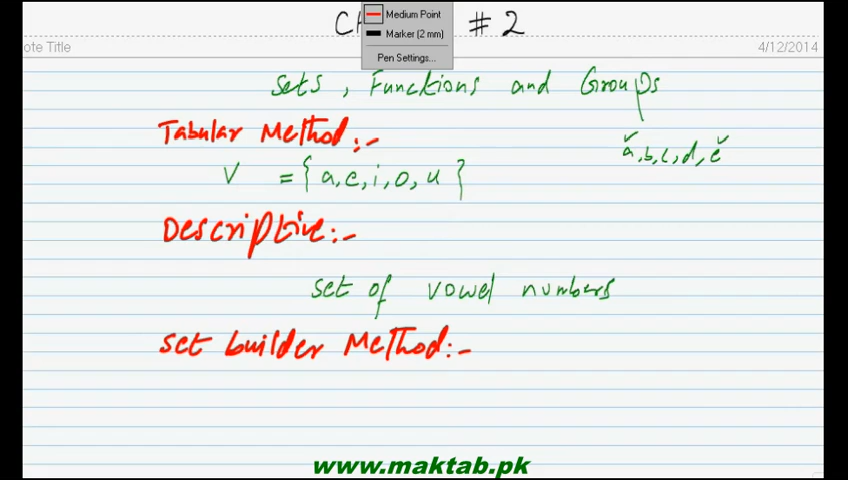 Medium Point
Marker (2 mm)
Pen Settings...
# 2
ote Title
4/12/2014
Sets, Functions and Groups
Tabular Method:-
a, b, c, d, e
V = { a, e, i, o, u }
Descriptive:-
set of vowel numbers
set builder Method:-
www.maktab.pk